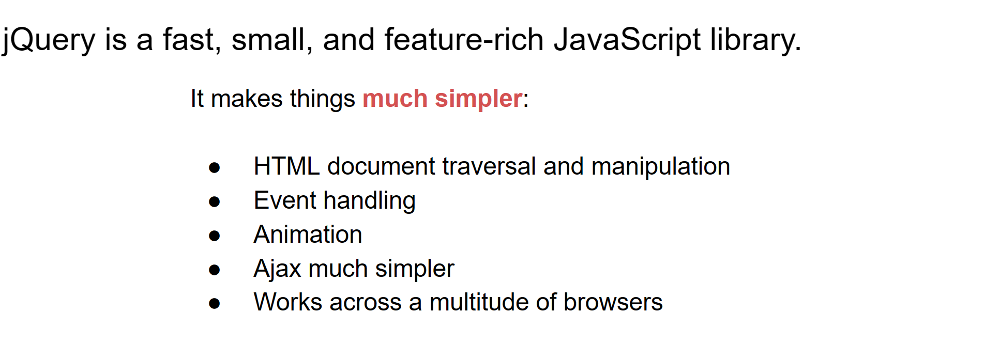 jQuery is a fast, small, and feature-rich JavaScript library.
It makes things much simpler:
● HTML document traversal and manipulation
● Event handling
● Animation
● Ajax much simpler
● Works across a multitude of browsers